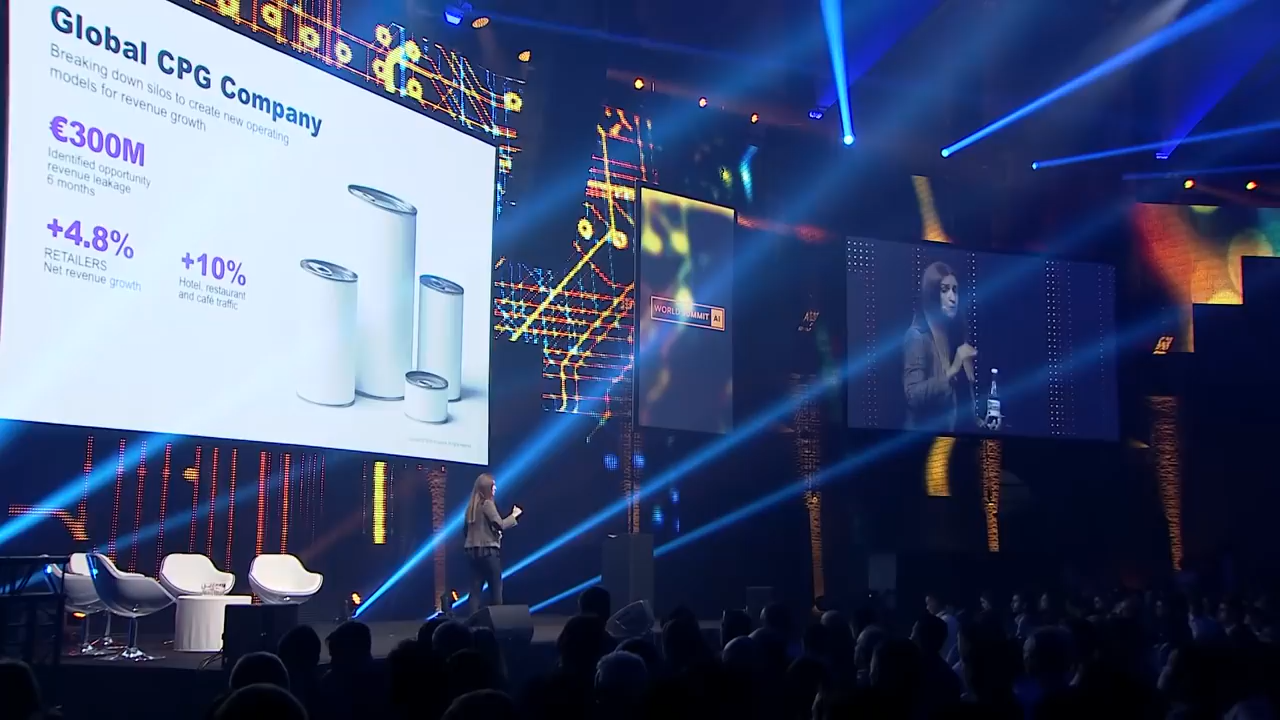 Global CPG Company
Breaking down silos to create new operating
models for revenue growth
€300M
Identified opportunity
revenue leakage
6 months
+4.8%
RETAILERS
Net revenue growth
+10%
Hotel, restaurant
and café traffic
WORLD SUMMIT AI